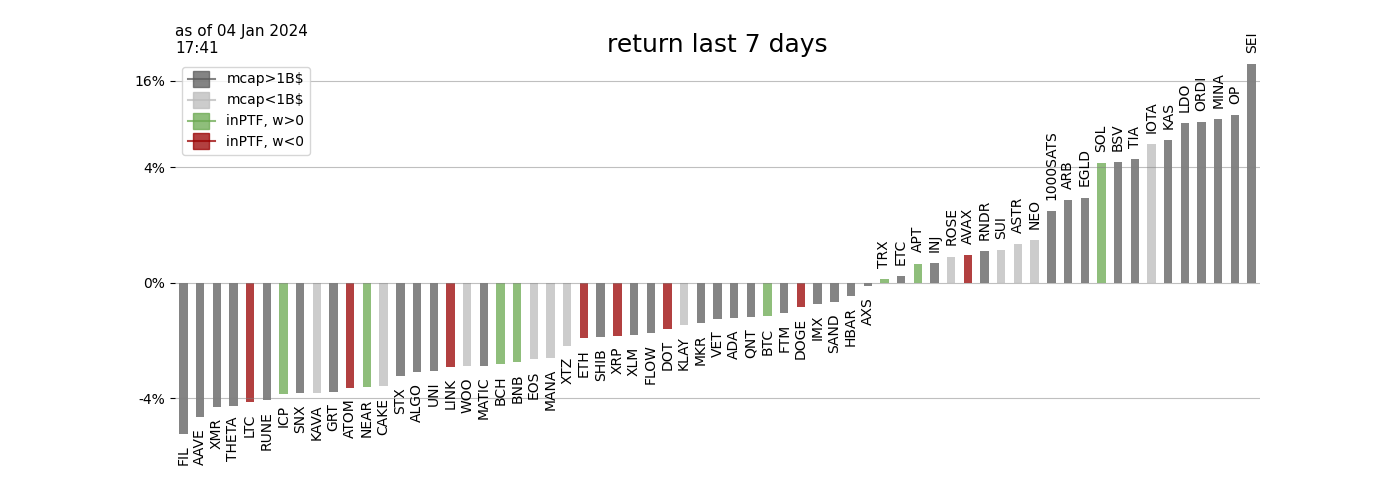 as of 04 Jan 2024
17:41
return last 7 days
mcap>1B$
mcap<1B$
inPTF, w>0
inPTF, w<0
16%
4%
0%
-4%
FIL
AAVE
XMR
THETA
LTC
RUNE
ICP
SNX
KAVA
GRT
ATOM
NEAR
CAKE
STX
ALGO
UNI
LINK
WOO
MATIC
BCH
BNB
EOS
MANA
XTZ
ETH
SHIB
XRP
XLM
FLOW
DOT
KLAY
MKR
VET
ADA
QNT
BTC
FTM
DOGE
IMX
SAND
HBAR
AXS
TRX
ETC
APT
INJ
ROSE
AVAX
RNDR
SUI
ASTR
NEO
1000SATS
ARB
EGLD
SOL
BSV
TIA
IOTA
KAS
LDO
ORDI
MINA
OP
SEI